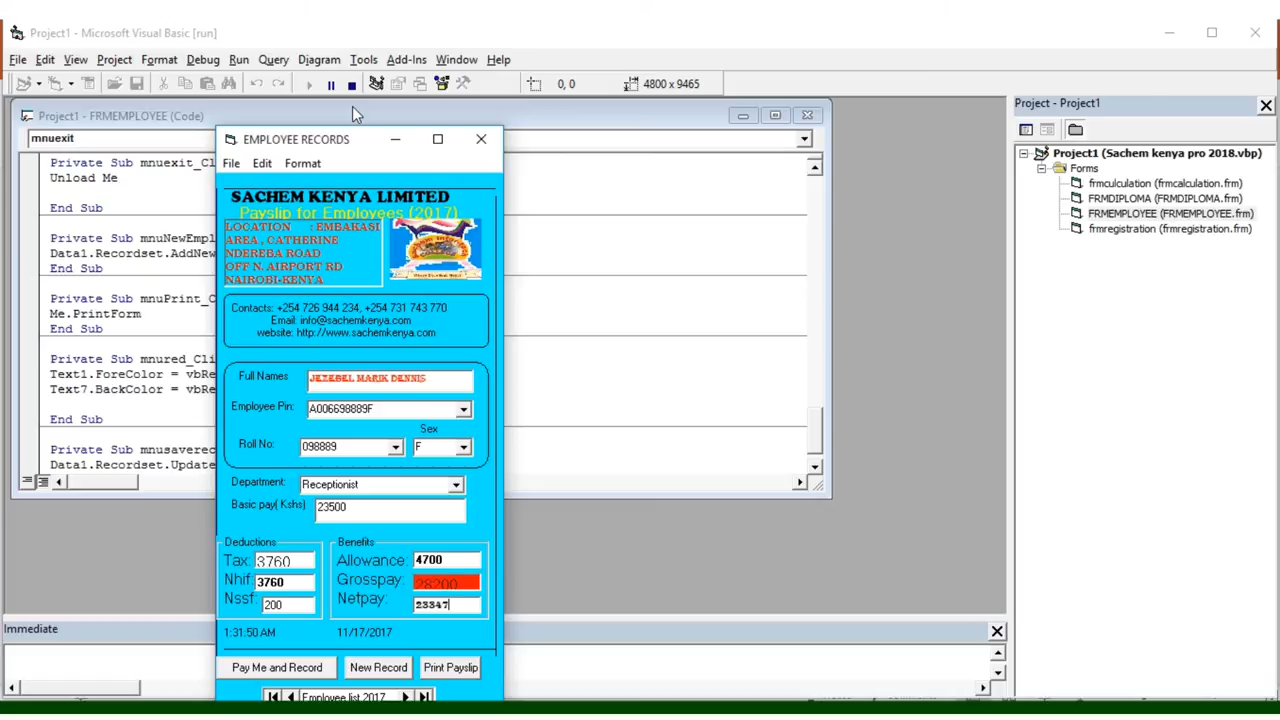 Project1 - Microsoft Visual Basic [run]
File Edit View Project Format Debug Run Query Diagram Tools Add-Ins Window Help
0, 0 4800 x 9465
Project1 - FRMEMPLOYEE (Code)
mnuexit
Private Sub mnuexit_Cl
Unload Me
End Sub
Private Sub mnuNewEmpl
Data1.Recordset.AddNew
End Sub
Private Sub mnuPrint_C
Me.PrintForm
End Sub
Private Sub mnured_Cli
Text1.ForeColor = vbRe
Text7.BackColor = vbRe
End Sub
Private Sub mnusaverec
Data1.Recordset.Update
EMPLOYEE RECORDS
File Edit Format
SACHEM KENYA LIMITED
Payslip for Employees (2017)
LOCATION : EMBAKASI
AREA , CATHERINE
NDEREBA ROAD
OFF N. AIRPORT RD
NAIROBI-KENYA
Contacts: +254 726 944 234, +254 731 743 770
Email: info@sachemkenya.com
website: http://www.sachemkenya.com
Full Names JEZEBEL MARIK DENNIS
Employee Pin: A006698889F
Sex
Roll No: 098889 F
Department: Receptionist
Basic pay( Kshs) 23500
Deductions Benefits
Tax: 3760 Allowance: 4700
Nhif: 3760 Grosspay: 28200
Nssf: 200 Netpay: 23347
1:31:50 AM 11/17/2017
Pay Me and Record New Record Print Payslip
Employee list 2017
Immediate
Project - Project1
Project1 (Sachem kenya pro 2018.vbp)
Forms
frmculculation (frmcalculation.frm)
FRMDIPLOMA (FRMDIPLOMA.frm)
FRMEMPLOYEE (FRMEMPLOYEE.frm)
frmregistration (frmregistration.frm)